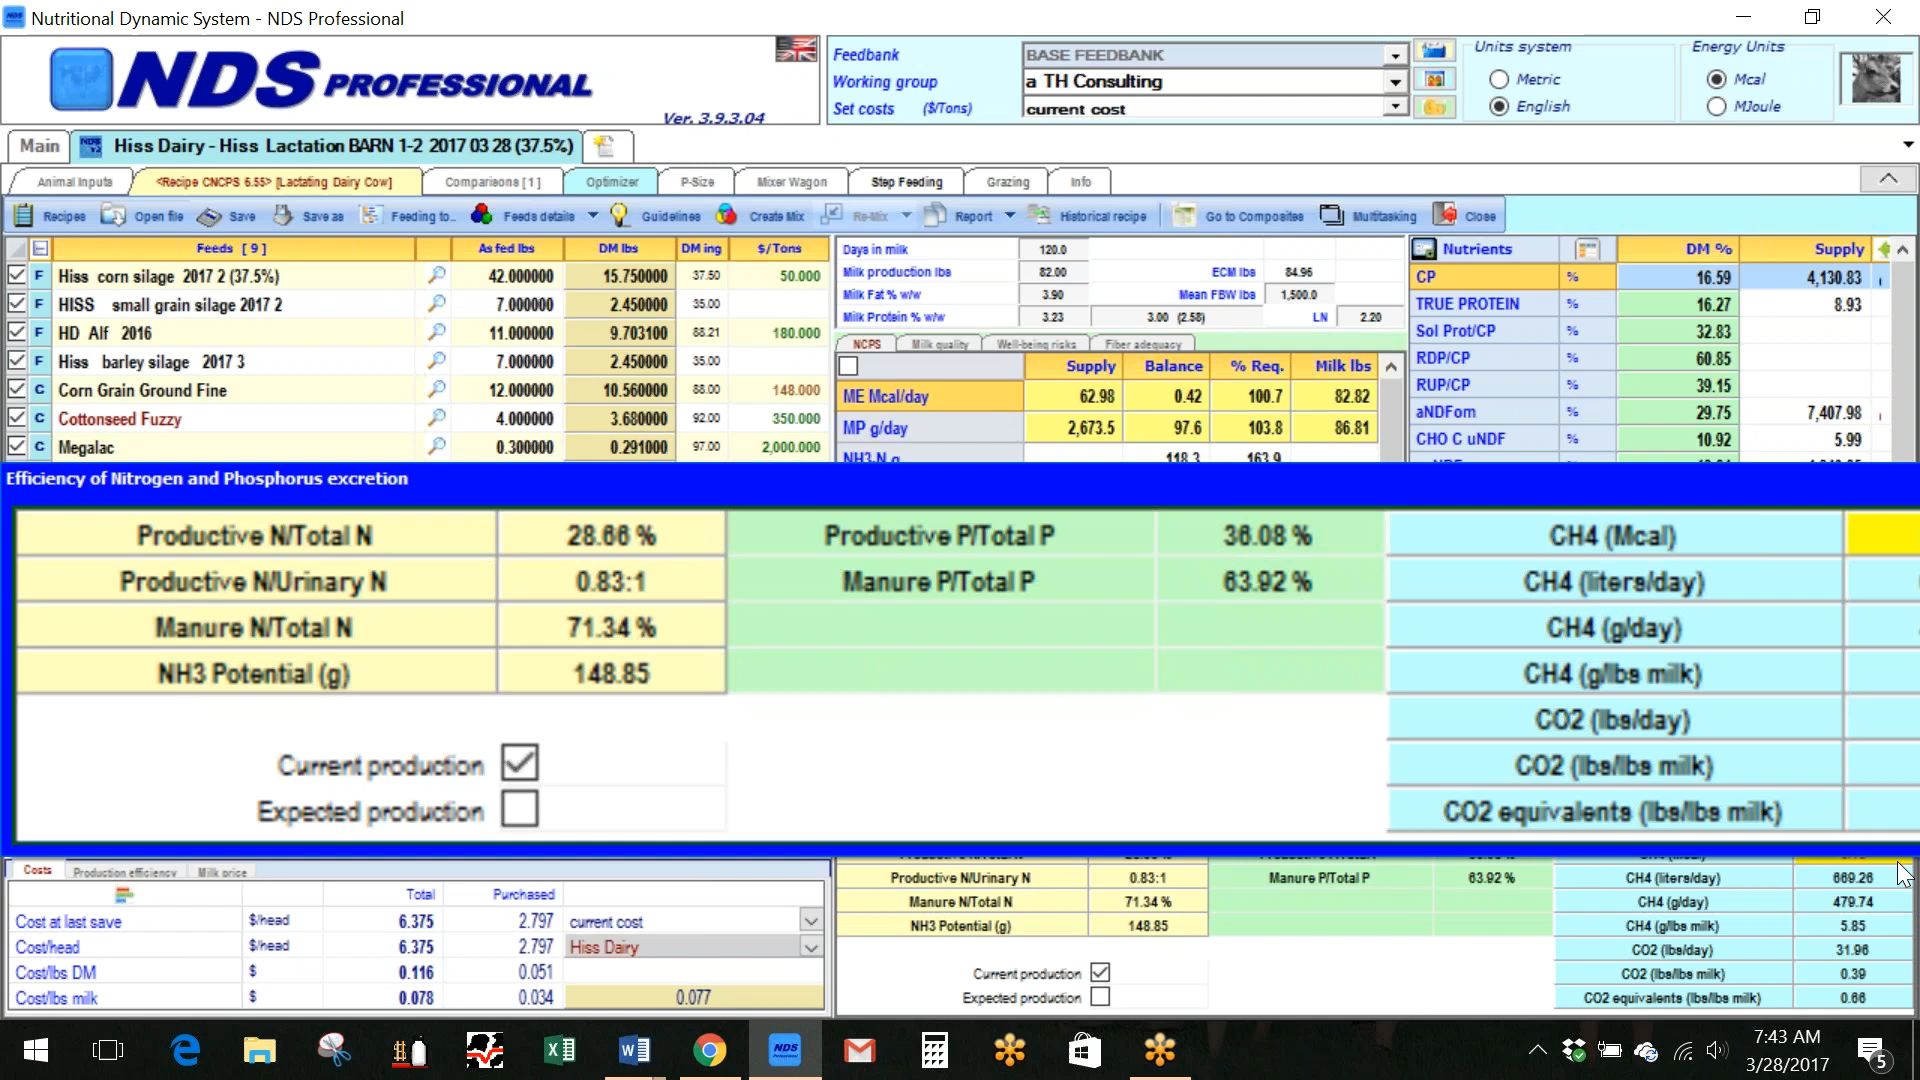 Nutritional Dynamic System - NDS Professional
NDS PROFESSIONAL
Ver. 3.9.3.04
Feedbank BASE FEEDBANK
Working group a TH Consulting
Set costs ($/Tons) current cost
Units system
Metric
English
Energy Units
Mcal
MJoule
Main Hiss Dairy - Hiss Lactation BARN 1-2 2017 03 28 (37.5%)
Animal Inputs <Recipe CNCPS 6.55> [Lactating Dairy Cow] Comparisons [1] Optimizer P-Size Mixer Wagon Step Feeding Grazing Info
Recipes Open file Save Save as Feeding to.. Feeds details Guidelines Create Mix Re-Mix Report Historical recipe Go to Composites Multitasking Close
Feeds [ 9 ] As fed lbs DM lbs DM ing $/Tons
F Hiss corn silage 2017 2 (37.5%) 42.000000 15.750000 37.50 50.000
F HISS small grain silage 2017 2 7.000000 2.450000 35.00
F HD Alf 2016 11.000000 9.703100 88.21 180.000
F Hiss barley silage 2017 3 7.000000 2.450000 35.00
C Corn Grain Ground Fine 12.000000 10.560000 88.00 148.000
C Cottonseed Fuzzy 4.000000 3.680000 92.00 350.000
C Megalac 0.300000 0.291000 97.00 2,000.000
Days in milk 120.0
Milk production lbs 82.00 ECM lbs 84.96
Milk Fat % w/w 3.90 Mean FBW lbs 1,500.0
Milk Protein % w/w 3.23 3.00 (2.58) LN 2.20
NCPS Milk quality Well-being risks Fiber adequacy
Supply Balance % Req. Milk lbs
ME Mcal/day 62.98 0.42 100.7 82.82
MP g/day 2,673.5 97.6 103.8 86.81
NH3-N g 118.3 163.9
Nutrients DM % Supply
CP % 16.59 4,130.83
TRUE PROTEIN % 16.27 8.93
Sol Prot/CP % 32.83
RDP/CP % 60.85
RUP/CP % 39.15
aNDFom % 29.75 7,407.98
CHO C uNDF % 10.92 5.99
Efficiency of Nitrogen and Phosphorus excretion
Productive N/Total N 28.66 % Productive P/Total P 36.08 % CH4 (Mcal)
Productive N/Urinary N 0.83:1 Manure P/Total P 63.92 % CH4 (liters/day)
Manure N/Total N 71.34 % CH4 (g/day)
NH3 Potential (g) 148.85 CH4 (g/lbs milk)
CO2 (lbs/day)
Current production CO2 (lbs/lbs milk)
Expected production CO2 equivalents (lbs/lbs milk)
Costs Production efficiency Milk price
Total Purchased
Cost at last save $/head 6.375 2.797 current cost
Cost/head $/head 6.375 2.797 Hiss Dairy
Cost/lbs DM $ 0.116 0.051
Cost/lbs milk $ 0.078 0.034 0.077
Productive N/Urinary N 0.83:1 Manure P/Total P 63.92 % CH4 (liters/day) 669.26
Manure N/Total N 71.34 % CH4 (g/day) 479.74
NH3 Potential (g) 148.85 CH4 (g/lbs milk) 5.85
CO2 (lbs/day) 31.96
Current production CO2 (lbs/lbs milk) 0.39
Expected production CO2 equivalents (lbs/lbs milk) 0.66
NDS
7:43 AM
3/28/2017
5